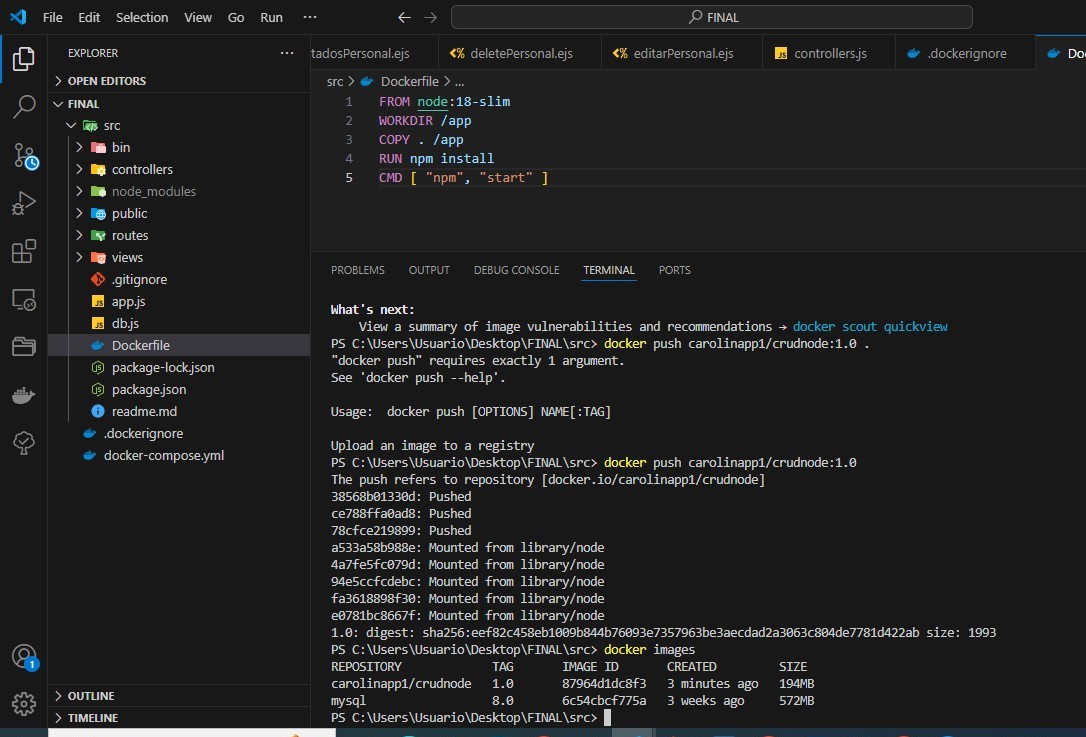 File Edit Selection View Go Run ···
FINAL
EXPLORER
tadosPersonal.ejs
deletePersonal.ejs
editarPersonal.ejs
controllers.js
.dockerignore
Do
OPEN EDITORS
FINAL
src
bin
controllers
node_modules
public
routes
views
.gitignore
app.js
db.js
Dockerfile
package-lock.json
package.json
readme.md
.dockerignore
docker-compose.yml
OUTLINE
TIMELINE
1
src > Dockerfile > ...
1 FROM node:18-slim
2 WORKDIR /app
3 COPY . /app
4 RUN npm install
5 CMD [ "npm", "start" ]
PROBLEMS OUTPUT DEBUG CONSOLE TERMINAL PORTS
What's next:
View a summary of image vulnerabilities and recommendations → docker scout quickview
PS C:\Users\Usuario\Desktop\FINAL\src> docker push carolinapp1/crudnode:1.0 .
"docker push" requires exactly 1 argument.
See 'docker push --help'.
Usage:  docker push [OPTIONS] NAME[:TAG]
Upload an image to a registry
PS C:\Users\Usuario\Desktop\FINAL\src> docker push carolinapp1/crudnode:1.0
The push refers to repository [docker.io/carolinapp1/crudnode]
38568b01330d: Pushed
ce788ffa0ad8: Pushed
78cfce219899: Pushed
a533a58b988e: Mounted from library/node
4a7fe5fc079d: Mounted from library/node
94e5ccfcdebc: Mounted from library/node
fa3618898f30: Mounted from library/node
e0781bc8667f: Mounted from library/node
1.0: digest: sha256:eef82c458eb1009b844b76093e7357963be3aecdad2a3063c804de7781d422ab size: 1993
PS C:\Users\Usuario\Desktop\FINAL\src> docker images
REPOSITORY TAG IMAGE ID CREATED SIZE
carolinapp1/crudnode 1.0 87964d1dc8f3 3 minutes ago 194MB
mysql 8.0 6c54cbcf775a 3 weeks ago 572MB
PS C:\Users\Usuario\Desktop\FINAL\src>